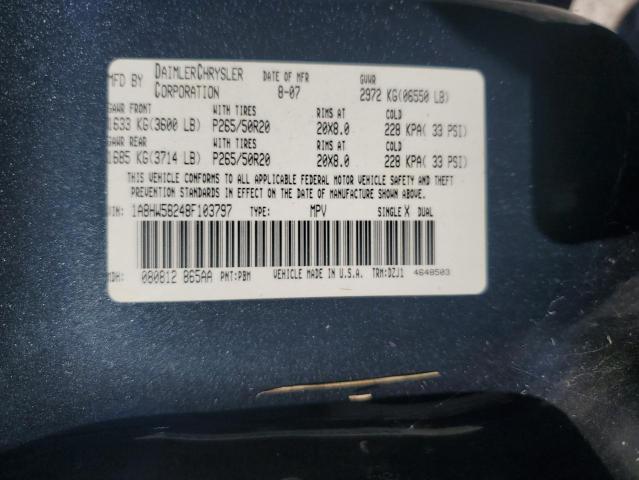 MFD BY DAIMLERCHRYSLER CORPORATION DATE OF MFR 8-07 GVWR 2972 KG(06550 LB)
GAWR FRONT WITH TIRES RIMS AT COLD
1633 KG(3600 LB) P265/50R20 20X8.0 228 KPA( 33 PSI)
GAWR REAR WITH TIRES RIMS AT COLD
1685 KG(3714 LB) P265/50R20 20X8.0 228 KPA( 33 PSI)
THIS VEHICLE CONFORMS TO ALL APPLICABLE FEDERAL MOTOR VEHICLE SAFETY AND THEFT
PREVENTION STANDARDS IN EFFECT ON THE DATE OF MANUFACTURE SHOWN ABOVE.
VIN: 1A8HW58248F103797 TYPE: MPV SINGLE X DUAL
MDH: 080812 865AA PNT:PBM VEHICLE MADE IN U.S.A. TRM:DZJ1 4648503